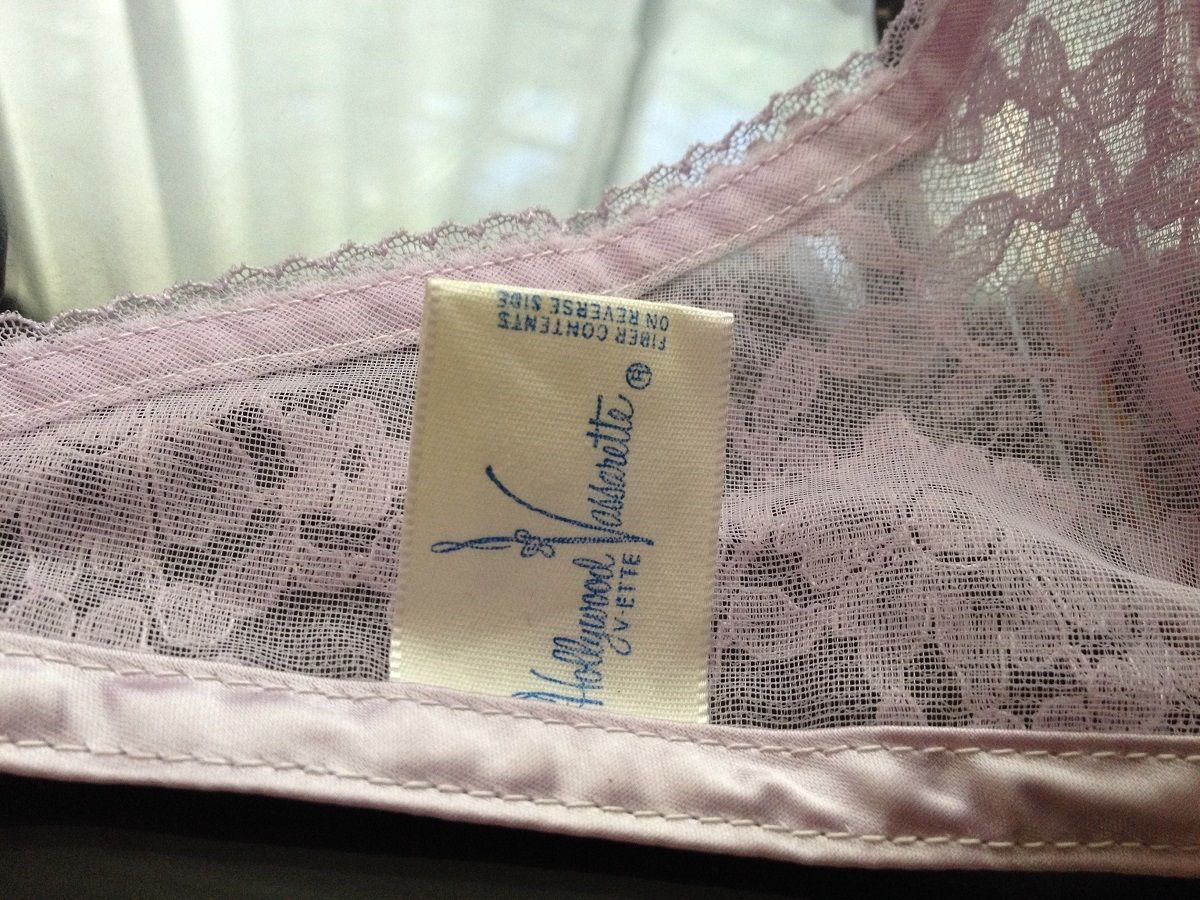 Hollywood Vassarette ®
V-ETTE
FIBER CONTENTS
ON REVERSE SIDE